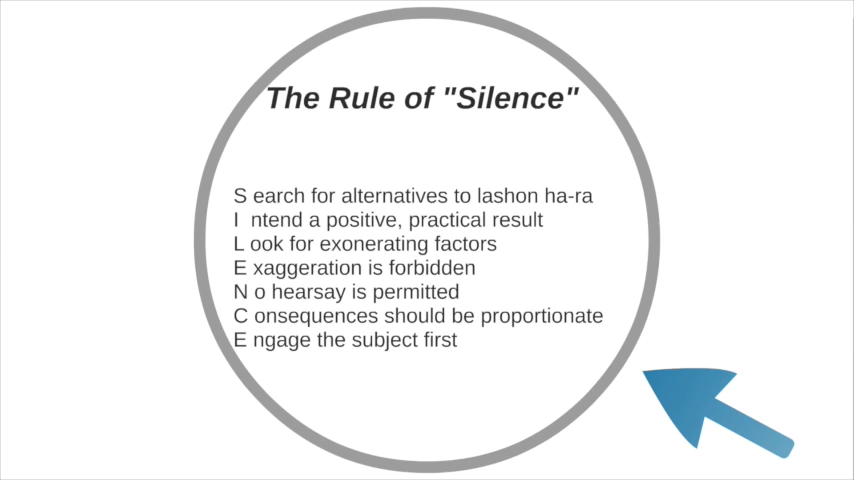 The Rule of "Silence"
S earch for alternatives to lashon ha-ra
I ntend a positive, practical result
L ook for exonerating factors
E xaggeration is forbidden
N o hearsay is permitted
C onsequences should be proportionate
E ngage the subject first